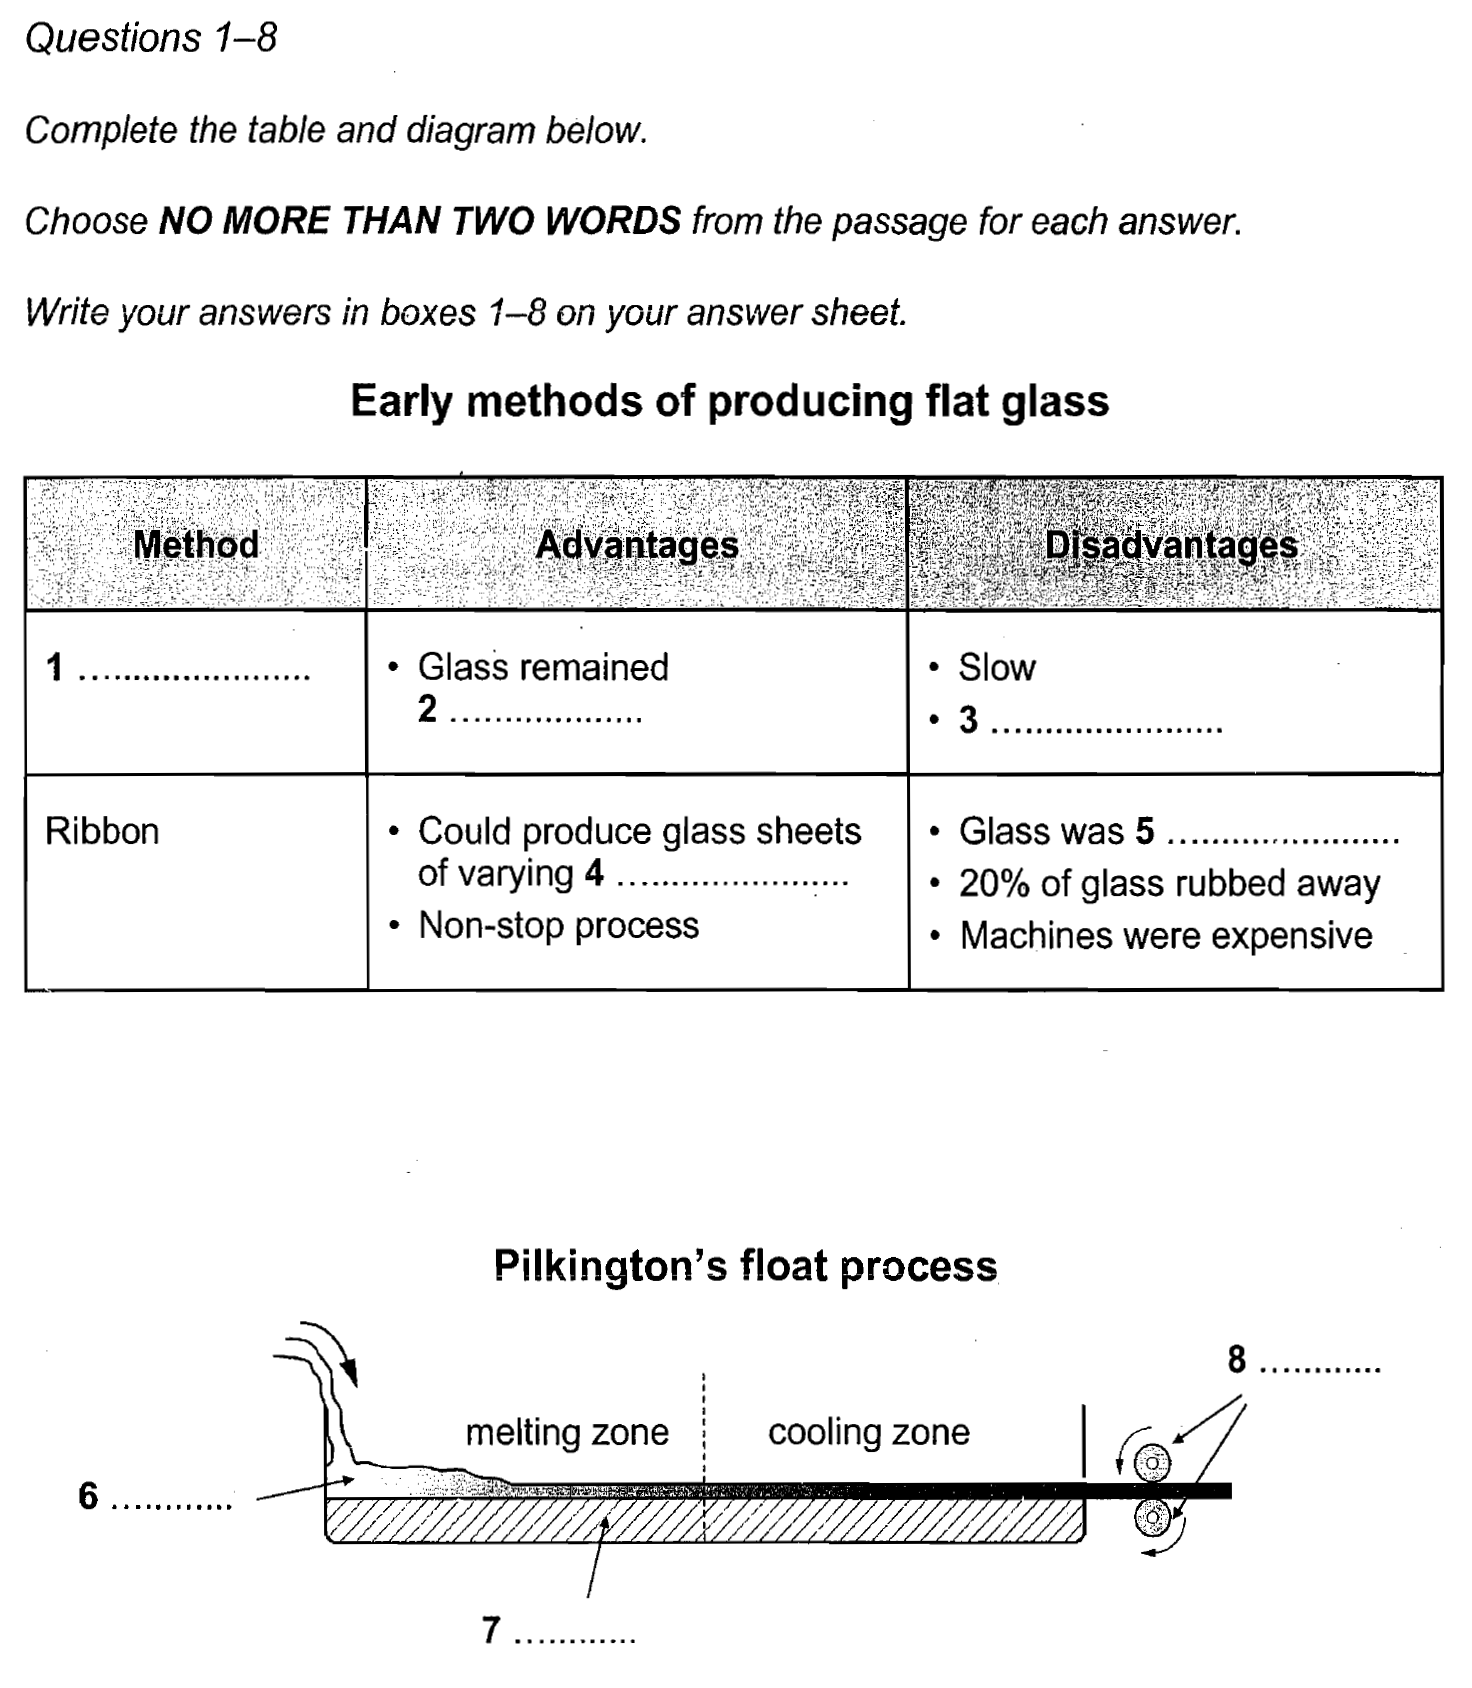 Questions 1–8
Complete the table and diagram below.
Choose NO MORE THAN TWO WORDS from the passage for each answer.
Write your answers in boxes 1–8 on your answer sheet.
Early methods of producing flat glass
Method
Advantages
Disadvantages
1 ........................
• Glass remained
2 .....................
• Slow
• 3 ........................
Ribbon
• Could produce glass sheets
of varying 4 ........................
• Non-stop process
• Glass was 5 ........................
• 20% of glass rubbed away
• Machines were expensive
Pilkington's float process
8 .............
melting zone
cooling zone
6 .............
7 .............